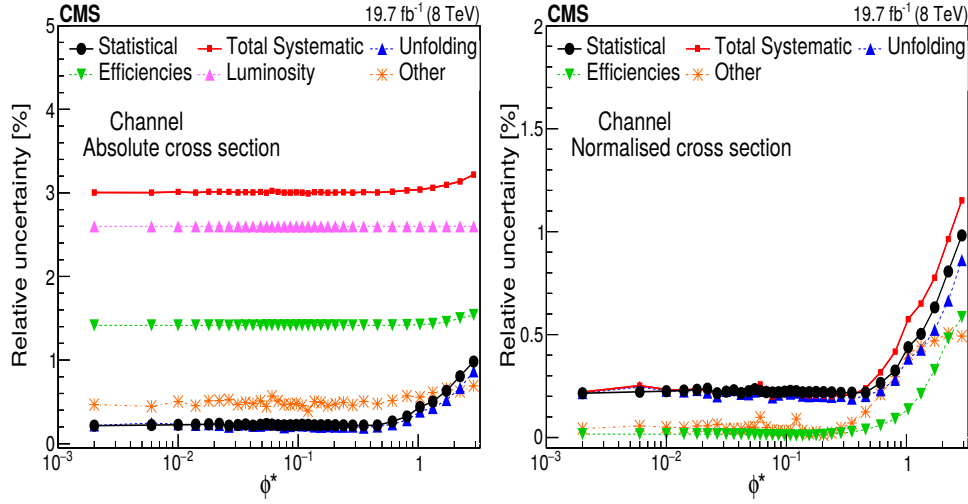 CMS 19.7 fb⁻¹ (8 TeV)
Statistical Total Systematic Unfolding
Efficiencies Luminosity Other
Channel
Absolute cross section
Relative uncertainty [%]
5
4
3
2
1
0
10⁻³ 10⁻² 10⁻¹ 1
ϕ*
CMS 19.7 fb⁻¹ (8 TeV)
Statistical Total Systematic Unfolding
Efficiencies Other
Channel
Normalised cross section
Relative uncertainty [%]
2
1.5
1
0.5
0
10⁻³ 10⁻² 10⁻¹ 1
ϕ*